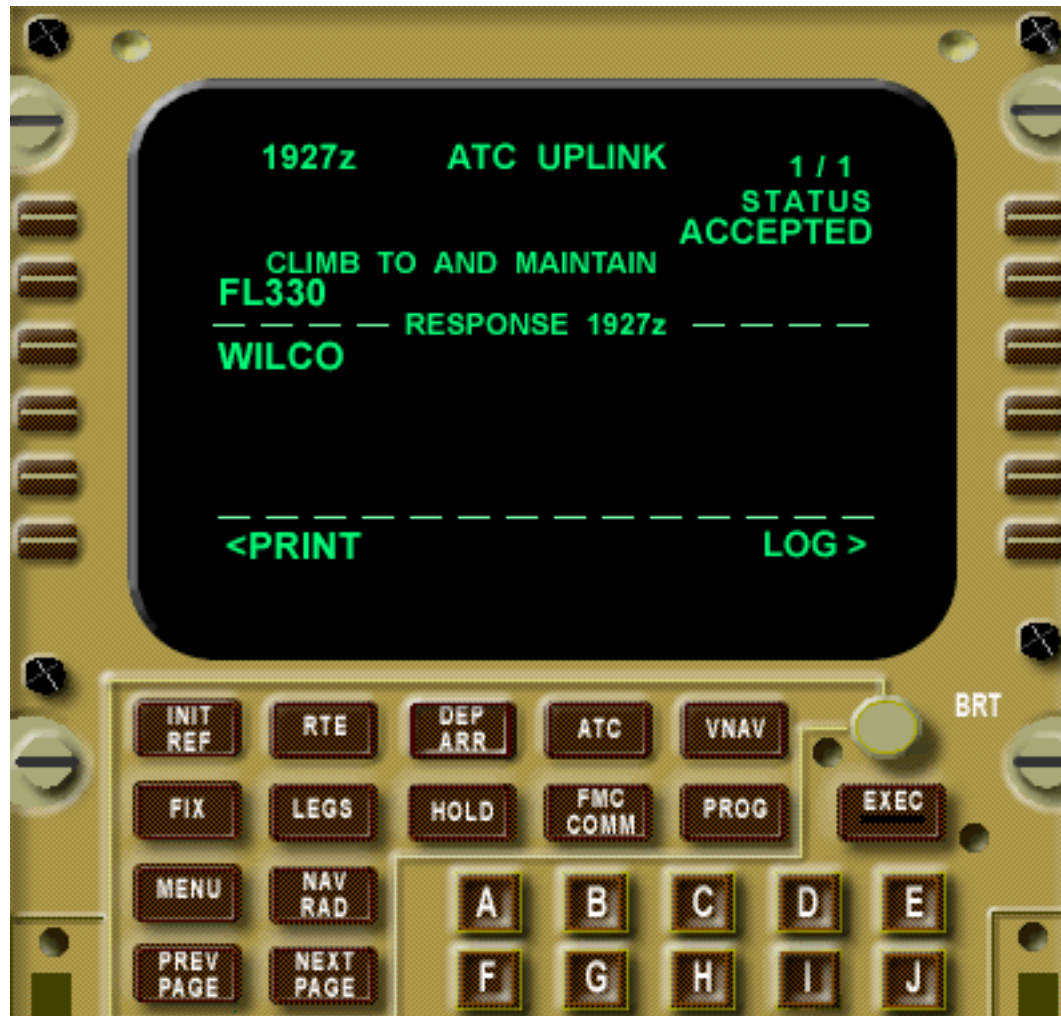 1927z ATC UPLINK 1 / 1
STATUS
ACCEPTED
CLIMB TO AND MAINTAIN
FL330
— — — — RESPONSE 1927z — — — —
WILCO
<PRINT LOG >
BRT
INIT REF
RTE
DEP ARR
ATC
VNAV
FIX
LEGS
HOLD
FMC COMM
PROG
EXEC
MENU
NAV RAD
A B C D E
PREV PAGE
NEXT PAGE
F G H I J